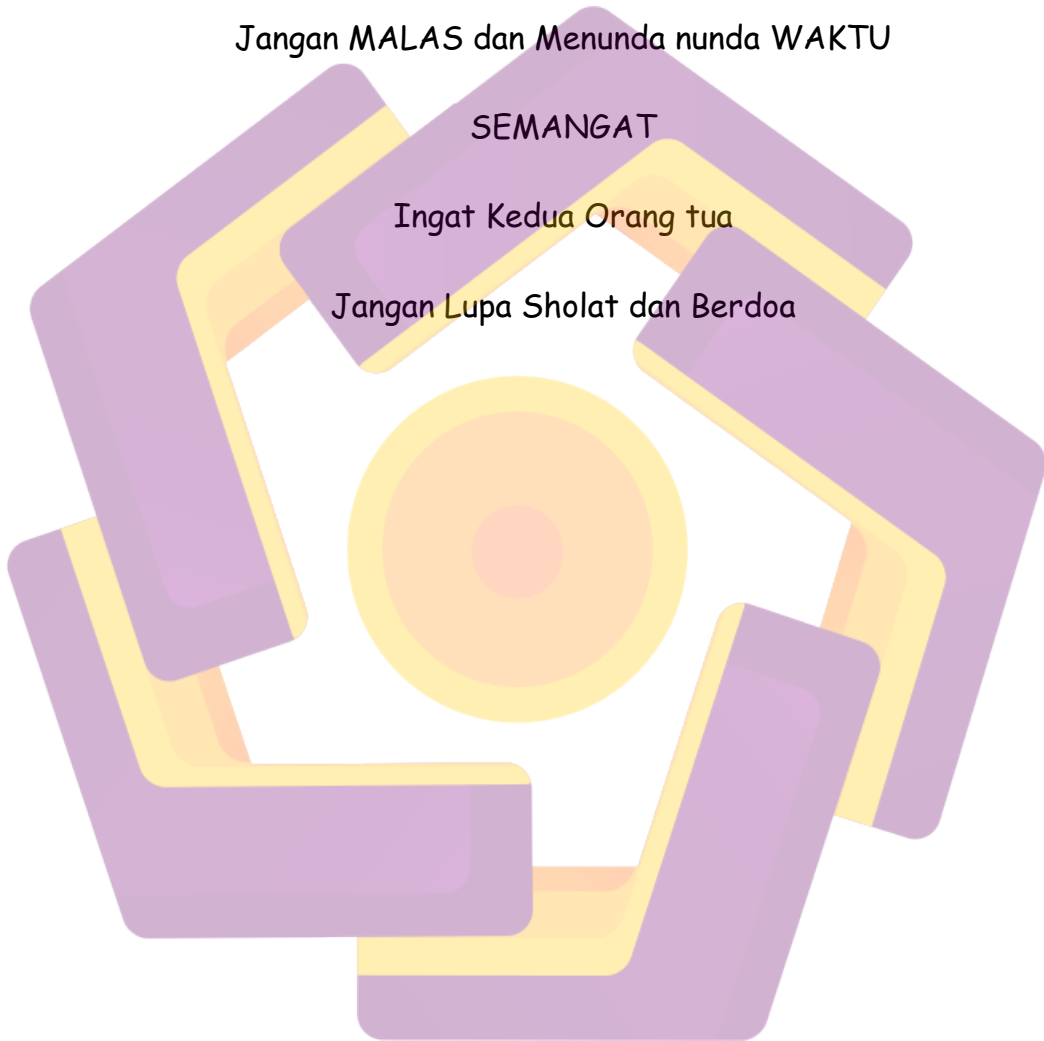 Jangan MALAS dan Menunda nunda WAKTU
SEMANGAT
Ingat Kedua Orang tua
Jangan Lupa Sholat dan Berdoa